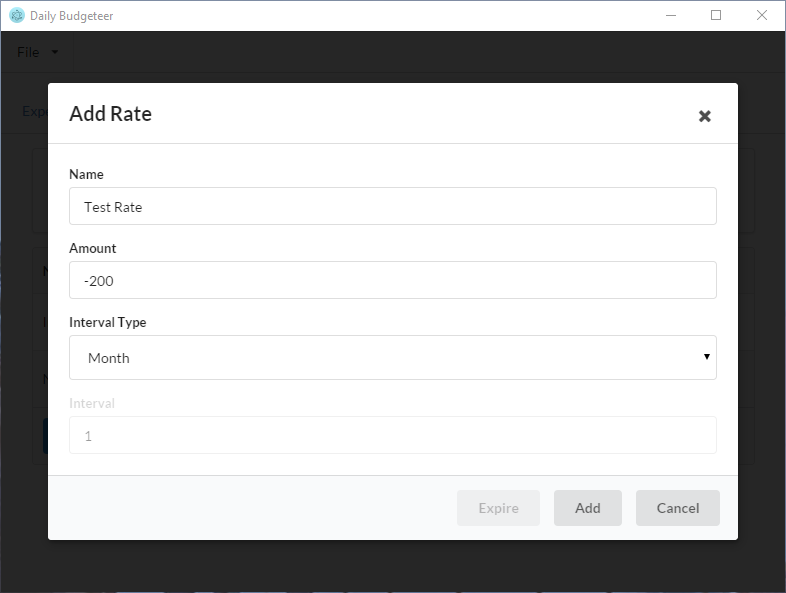 Daily Budgeteer
File
Add Rate
Name
Test Rate
Amount
-200
Interval Type
Month
Interval
1
Expire
Add
Cancel